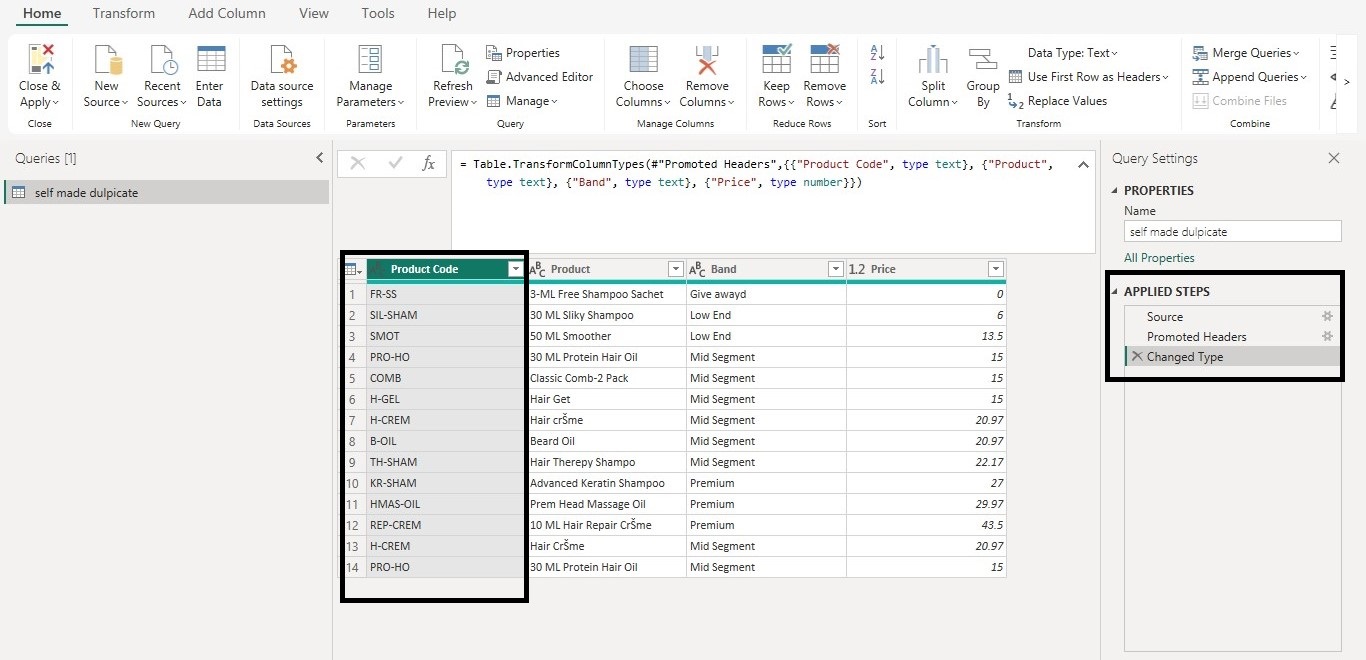 Home Transform Add Column View Tools Help
Close & Apply
New Source
Recent Sources
Enter Data
Data source settings
Manage Parameters
Refresh Preview
Properties
Advanced Editor
Manage
Choose Columns
Remove Columns
Keep Rows
Remove Rows
Split Column
Group By
Data Type: Text
Use First Row as Headers
1 2 Replace Values
Merge Queries
Append Queries
Combine Files
Close New Query Data Sources Parameters Query Manage Columns Reduce Rows Sort Transform Combine
Queries [1]
self made dulpicate
fx
= Table.TransformColumnTypes(#"Promoted Headers",{{"Product Code", type text}, {"Product",
type text}, {"Band", type text}, {"Price", type number}})
Product Code ABC Product ABC Band 1.2 Price
1 FR-SS 3-ML Free Shampoo Sachet Give awayd 0
2 SIL-SHAM 30 ML Sliky Shampoo Low End 6
3 SMOT 50 ML Smoother Low End 13.5
4 PRO-HO 30 ML Protein Hair Oil Mid Segment 15
5 COMB Classic Comb-2 Pack Mid Segment 15
6 H-GEL Hair Get Mid Segment 15
7 H-CREM Hair crŠme Mid Segment 20.97
8 B-OIL Beard Oil Mid Segment 20.97
9 TH-SHAM Hair Therepy Shampo Mid Segment 22.17
10 KR-SHAM Advanced Keratin Shampoo Premium 27
11 HMAS-OIL Prem Head Massage Oil Premium 29.97
12 REP-CREM 10 ML Hair Repair CrŠme Premium 43.5
13 H-CREM Hair CrŠme Mid Segment 20.97
14 PRO-HO 30 ML Protein Hair Oil Mid Segment 15
Query Settings
PROPERTIES
Name
self made dulpicate
All Properties
APPLIED STEPS
Source
Promoted Headers
Changed Type